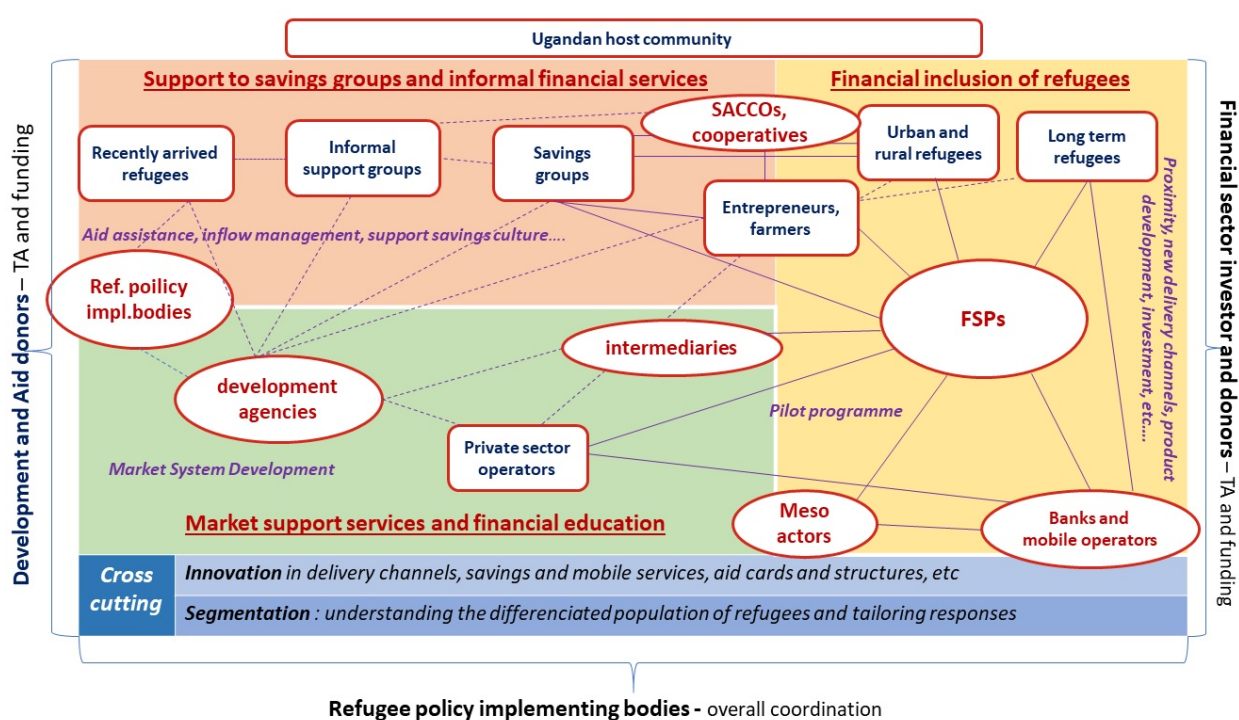 Ugandan host community
Support to savings groups and informal financial services
Financial inclusion of refugees
SACCOs,
cooperatives
Recently arrived
refugees
Informal
support groups
Savings
groups
Urban and
rural refugees
Long term
refugees
Entrepreneurs,
farmers
Aid assistance, inflow management, support savings culture....
Ref. poilicy
impl.bodies
FSPs
intermediaries
development
agencies
Pilot programme
Private sector
operators
Market System Development
Market support services and financial education
Meso
actors
Banks and
mobile operators
Proximity, new delivery channels, product
development, investment, etc....
Development and Aid donors – TA and funding
Financial sector investor and donors – TA and funding
Cross
cutting
Innovation in delivery channels, savings and mobile services, aid cards and structures, etc
Segmentation : understanding the differenciated population of refugees and tailoring responses
Refugee policy implementing bodies - overall coordination